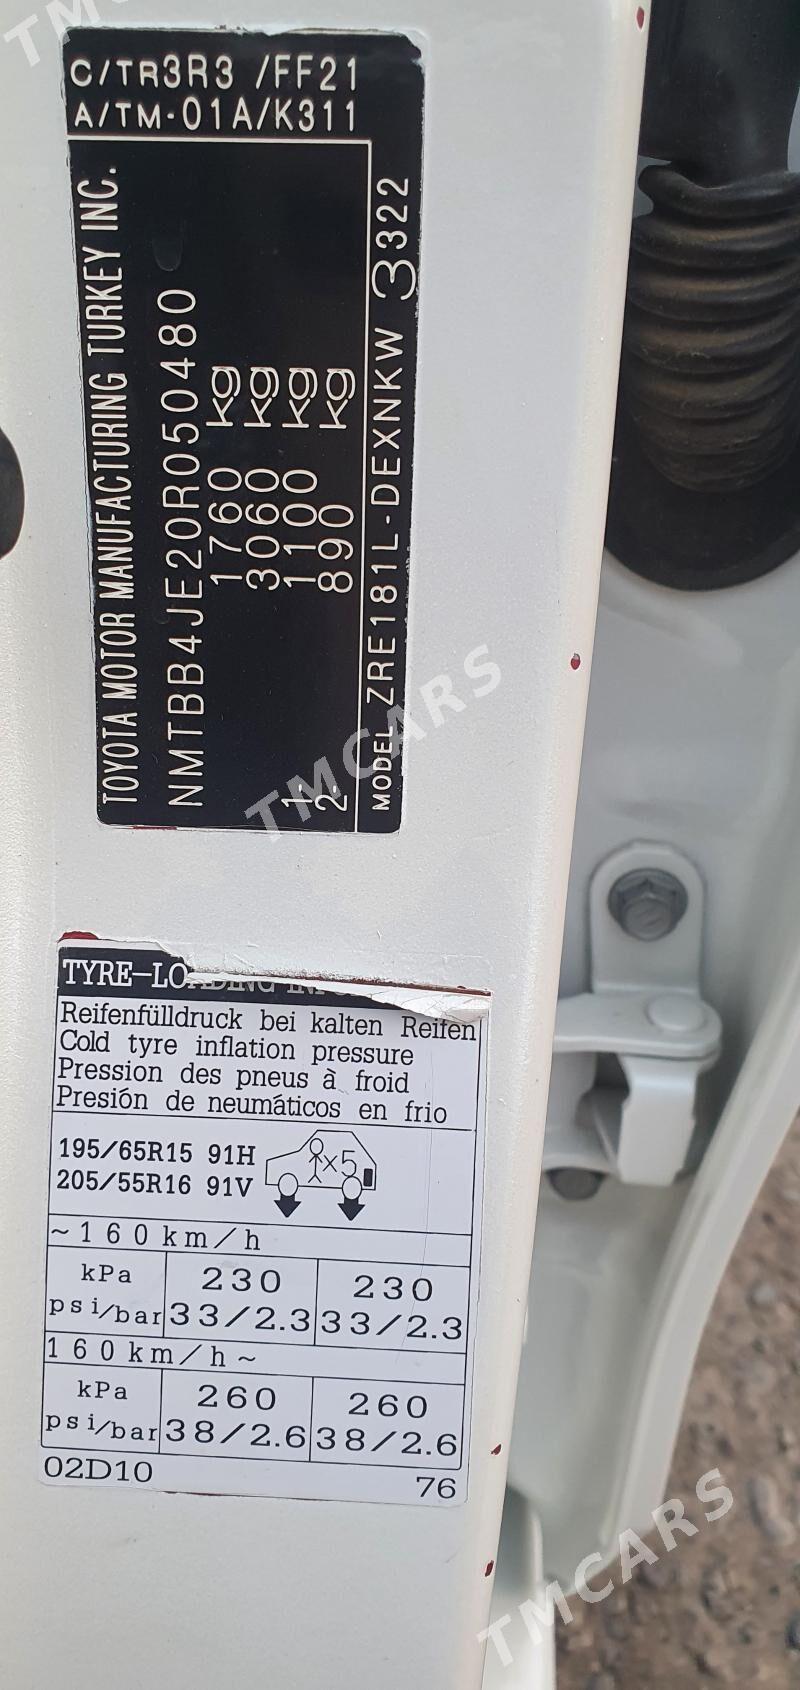 C/TR3R3 /FF21
A/TM-01A/K311
TOYOTA MOTOR MANUFACTURING TURKEY INC.
NMTBB4JE20R050480
1760 kg
3060 kg
1- 1100 kg
2- 890 kg
MODEL ZRE181L-DEXNKW 3322
TYRE-LOADING IN
Reifenfülldruck bei kalten Reifen
Cold tyre inflation pressure
Pression des pneus à froid
Presión de neumáticos en frio
195/65R15 91H
205/55R16 91V
x5
~160km/h
kPa 230 230
psi/bar 33/2.3 33/2.3
160km/h~
kPa 260 260
psi/bar 38/2.6 38/2.6
02D10 76
TMCARS
TMCARS
TMCARS